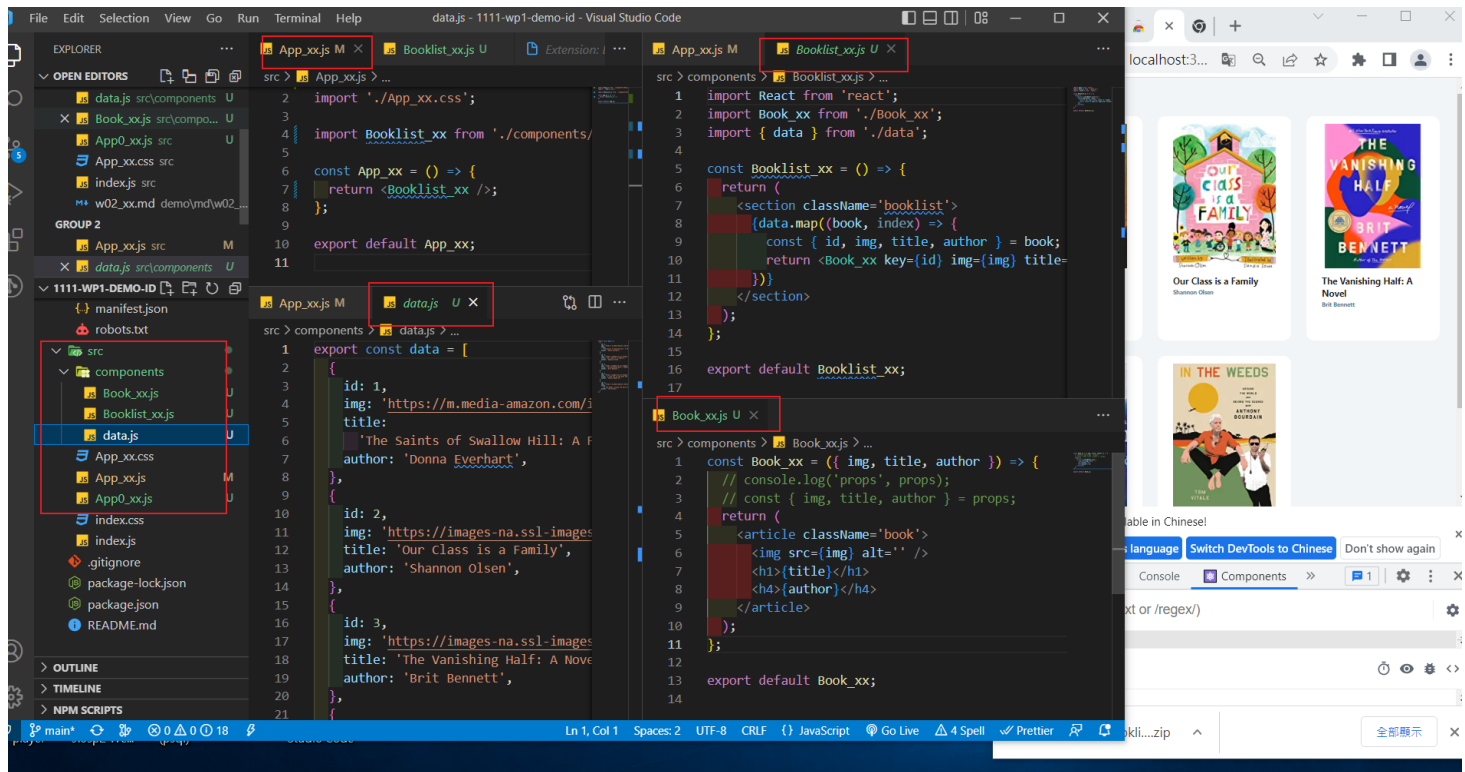 File Edit Selection View Go Run Terminal Help
data.js - 1111-wp1-demo-id - Visual Studio Code
EXPLORER
OPEN EDITORS
data.js src\components U
Book_xx.js src\compo... U
App0_xx.js src U
App_xx.css src
index.js src
w02_xx.md demo\md\w02_...
GROUP 2
App_xx.js src M
data.js src\components U
1111-WP1-DEMO-ID
manifest.json
robots.txt
src
components
Book_xx.js U
Booklist_xx.js U
data.js U
App_xx.css
App_xx.js M
App0_xx.js U
index.css
index.js
.gitignore
package-lock.json
package.json
README.md
OUTLINE
TIMELINE
NPM SCRIPTS
App_xx.js M
Booklist_xx.js U
Extension:
src > App_xx.js > ...
2 import './App_xx.css';
3
4 import Booklist_xx from './components/
5
6 const App_xx = () => {
7 return <Booklist_xx />;
8 };
9
10 export default App_xx;
11
App_xx.js M
data.js U
src > components > data.js > ...
1 export const data = [
2 {
3 id: 1,
4 img: 'https://m.media-amazon.com/i
5 title:
6 'The Saints of Swallow Hill: A F
7 author: 'Donna Everhart',
8 },
9 {
10 id: 2,
11 img: 'https://images-na.ssl-images
12 title: 'Our Class is a Family',
13 author: 'Shannon Olsen',
14 },
15 {
16 id: 3,
17 img: 'https://images-na.ssl-images
18 title: 'The Vanishing Half: A Nove
19 author: 'Brit Bennett',
20 },
21 {
App_xx.js M
Booklist_xx.js U
src > components > Booklist_xx.js > ...
1 import React from 'react';
2 import Book_xx from './Book_xx';
3 import { data } from './data';
4
5 const Booklist_xx = () => {
6 return (
7 <section className='booklist'>
8 {data.map((book, index) => {
9 const { id, img, title, author } = book;
10 return <Book_xx key={id} img={img} title=
11 })}
12 </section>
13 );
14 };
15
16 export default Booklist_xx;
17
Book_xx.js U
src > components > Book_xx.js > ...
1 const Book_xx = ({ img, title, author }) => {
2 // console.log('props', props);
3 // const { img, title, author } = props;
4 return (
5 <article className='book'>
6 <img src={img} alt='' />
7 <h1>{title}</h1>
8 <h4>{author}</h4>
9 </article>
10 );
11 };
12
13 export default Book_xx;
14
5
main* 0 0 18
Ln 1, Col 1 Spaces: 2 UTF-8 CRLF {} JavaScript Go Live 4 Spell Prettier
Studio Code
localhost:3...
OUR CLASS is a FAMILY
Our Class is a Family
Shannon Olsen
THE VANISHING HALF
a novel
BRIT BENNETT
The Vanishing Half: A Novel
Brit Bennett
IN THE WEEDS
ANTHONY BOURDAIN
TOM VITALE
lable in Chinese!
s language
Switch DevTools to Chinese
Don't show again
Console
Components
1
xt or /regex/)
kli....zip
全部顯示